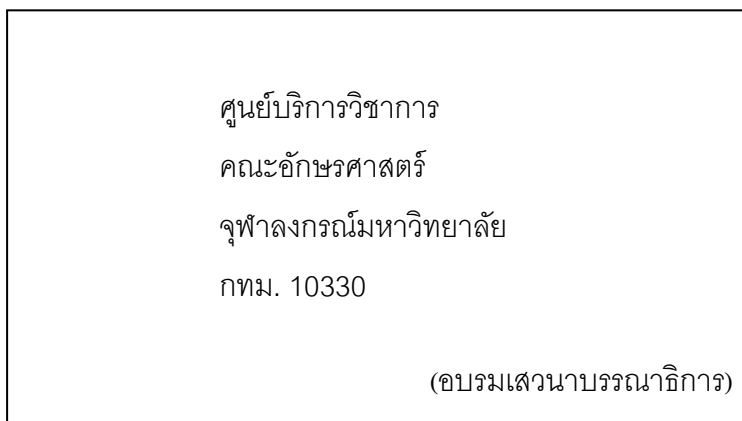 ศูนย์บริการวิชาการ
คณะอักษรศาสตร์
จุฬาลงกรณ์มหาวิทยาลัย
กทม. 10330
(อบรมเสวนาบรรณาธิการ)